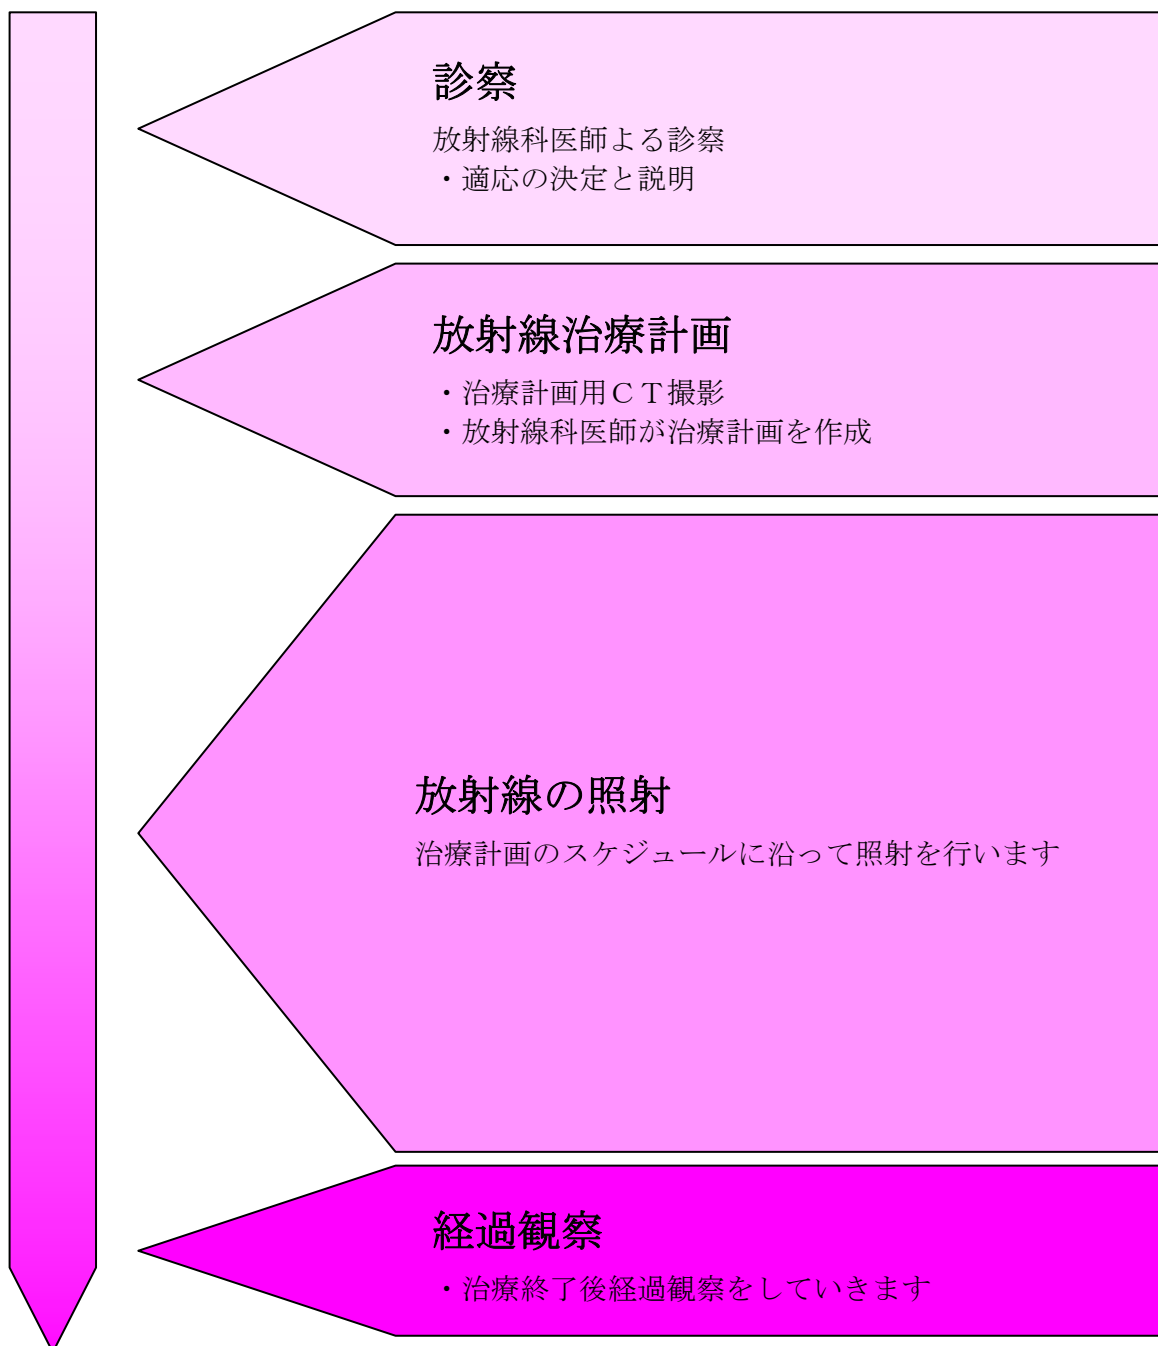 診察
放射線科医師よる診察
・適応の決定と説明
放射線治療計画
・治療計画用ＣＴ撮影
・放射線科医師が治療計画を作成
放射線の照射
治療計画のスケジュールに沿って照射を行います
経過観察
・治療終了後経過観察をしていきます